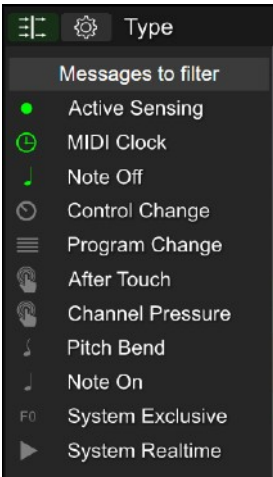 Type
Messages to filter
Active Sensing
MIDI Clock
Note Off
Control Change
Program Change
After Touch
Channel Pressure
Pitch Bend
Note On
F0 System Exclusive
System Realtime